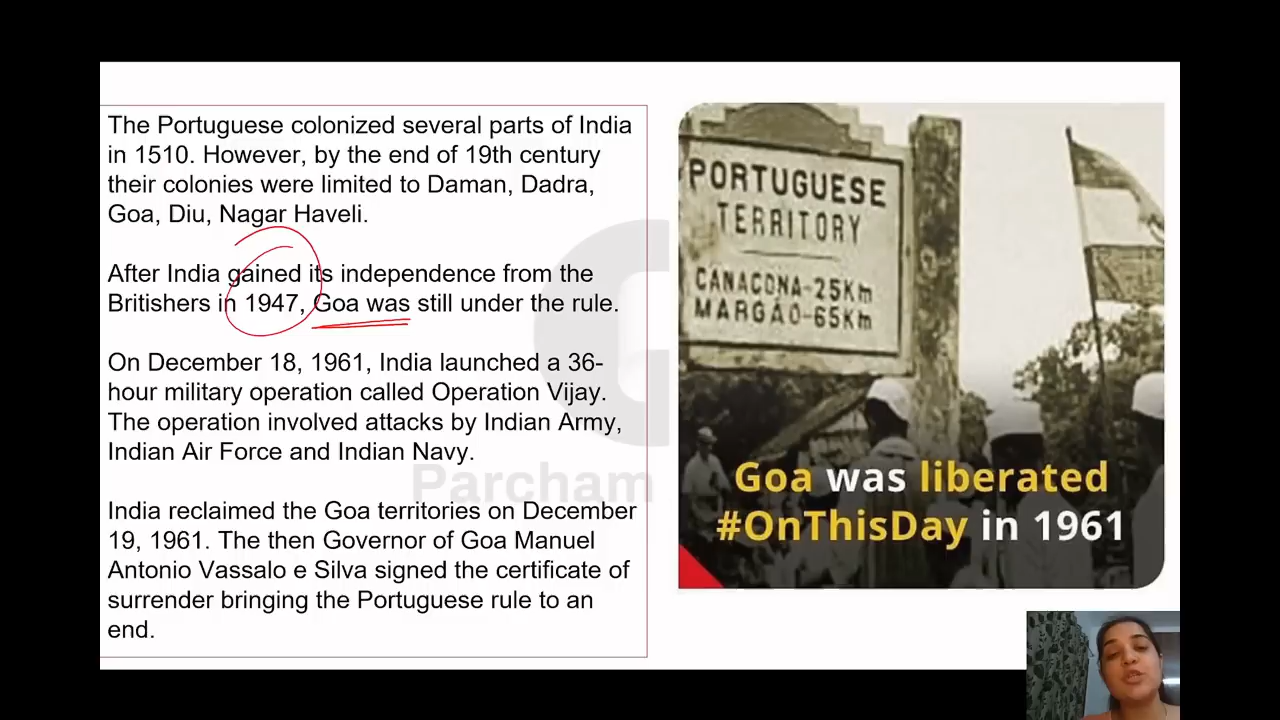 The Portuguese colonized several parts of India
in 1510. However, by the end of 19th century
their colonies were limited to Daman, Dadra,
Goa, Diu, Nagar Haveli.
After India gained its independence from the
Britishers in 1947, Goa was still under the rule.
On December 18, 1961, India launched a 36-
hour military operation called Operation Vijay.
The operation involved attacks by Indian Army,
Indian Air Force and Indian Navy.
India reclaimed the Goa territories on December
19, 1961. The then Governor of Goa Manuel
Antonio Vassalo e Silva signed the certificate of
surrender bringing the Portuguese rule to an
end.
Parcham
PORTUGUESE
TERRITORY
CANACONA-25Km
MARGÃO-65Km
Goa was liberated
#OnThisDay in 1961